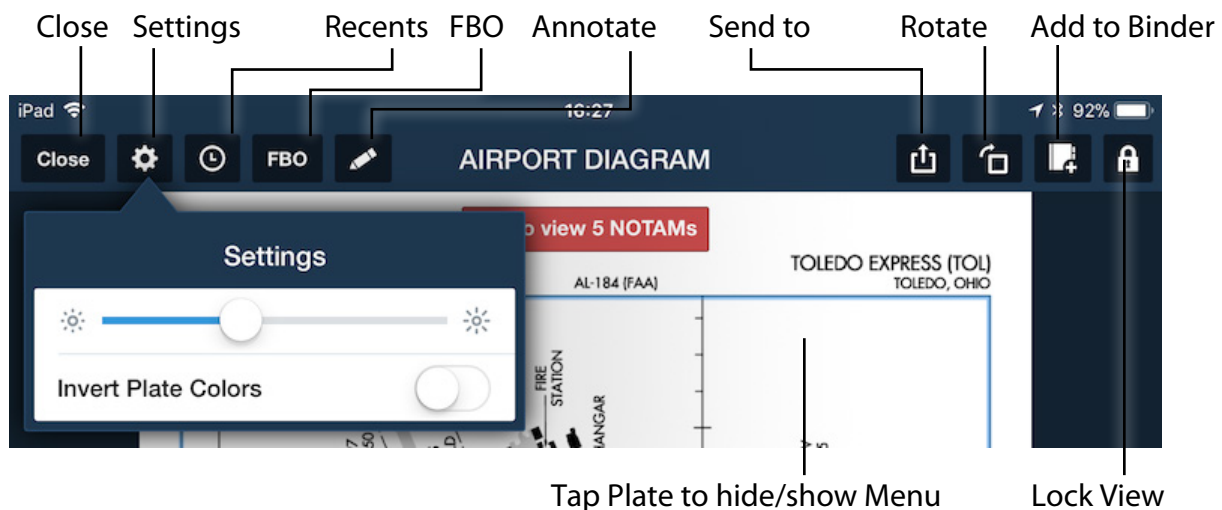 Close Settings Recents FBO Annotate Send to Rotate Add to Binder
iPad 16:27 92%
Close FBO AIRPORT DIAGRAM
o view 5 NOTAMs
Settings
TOLEDO EXPRESS (TOL)
AL-184 (FAA) TOLEDO, OHIO
Invert Plate Colors
FIRE
STATION
HANGAR
Tap Plate to hide/show Menu Lock View